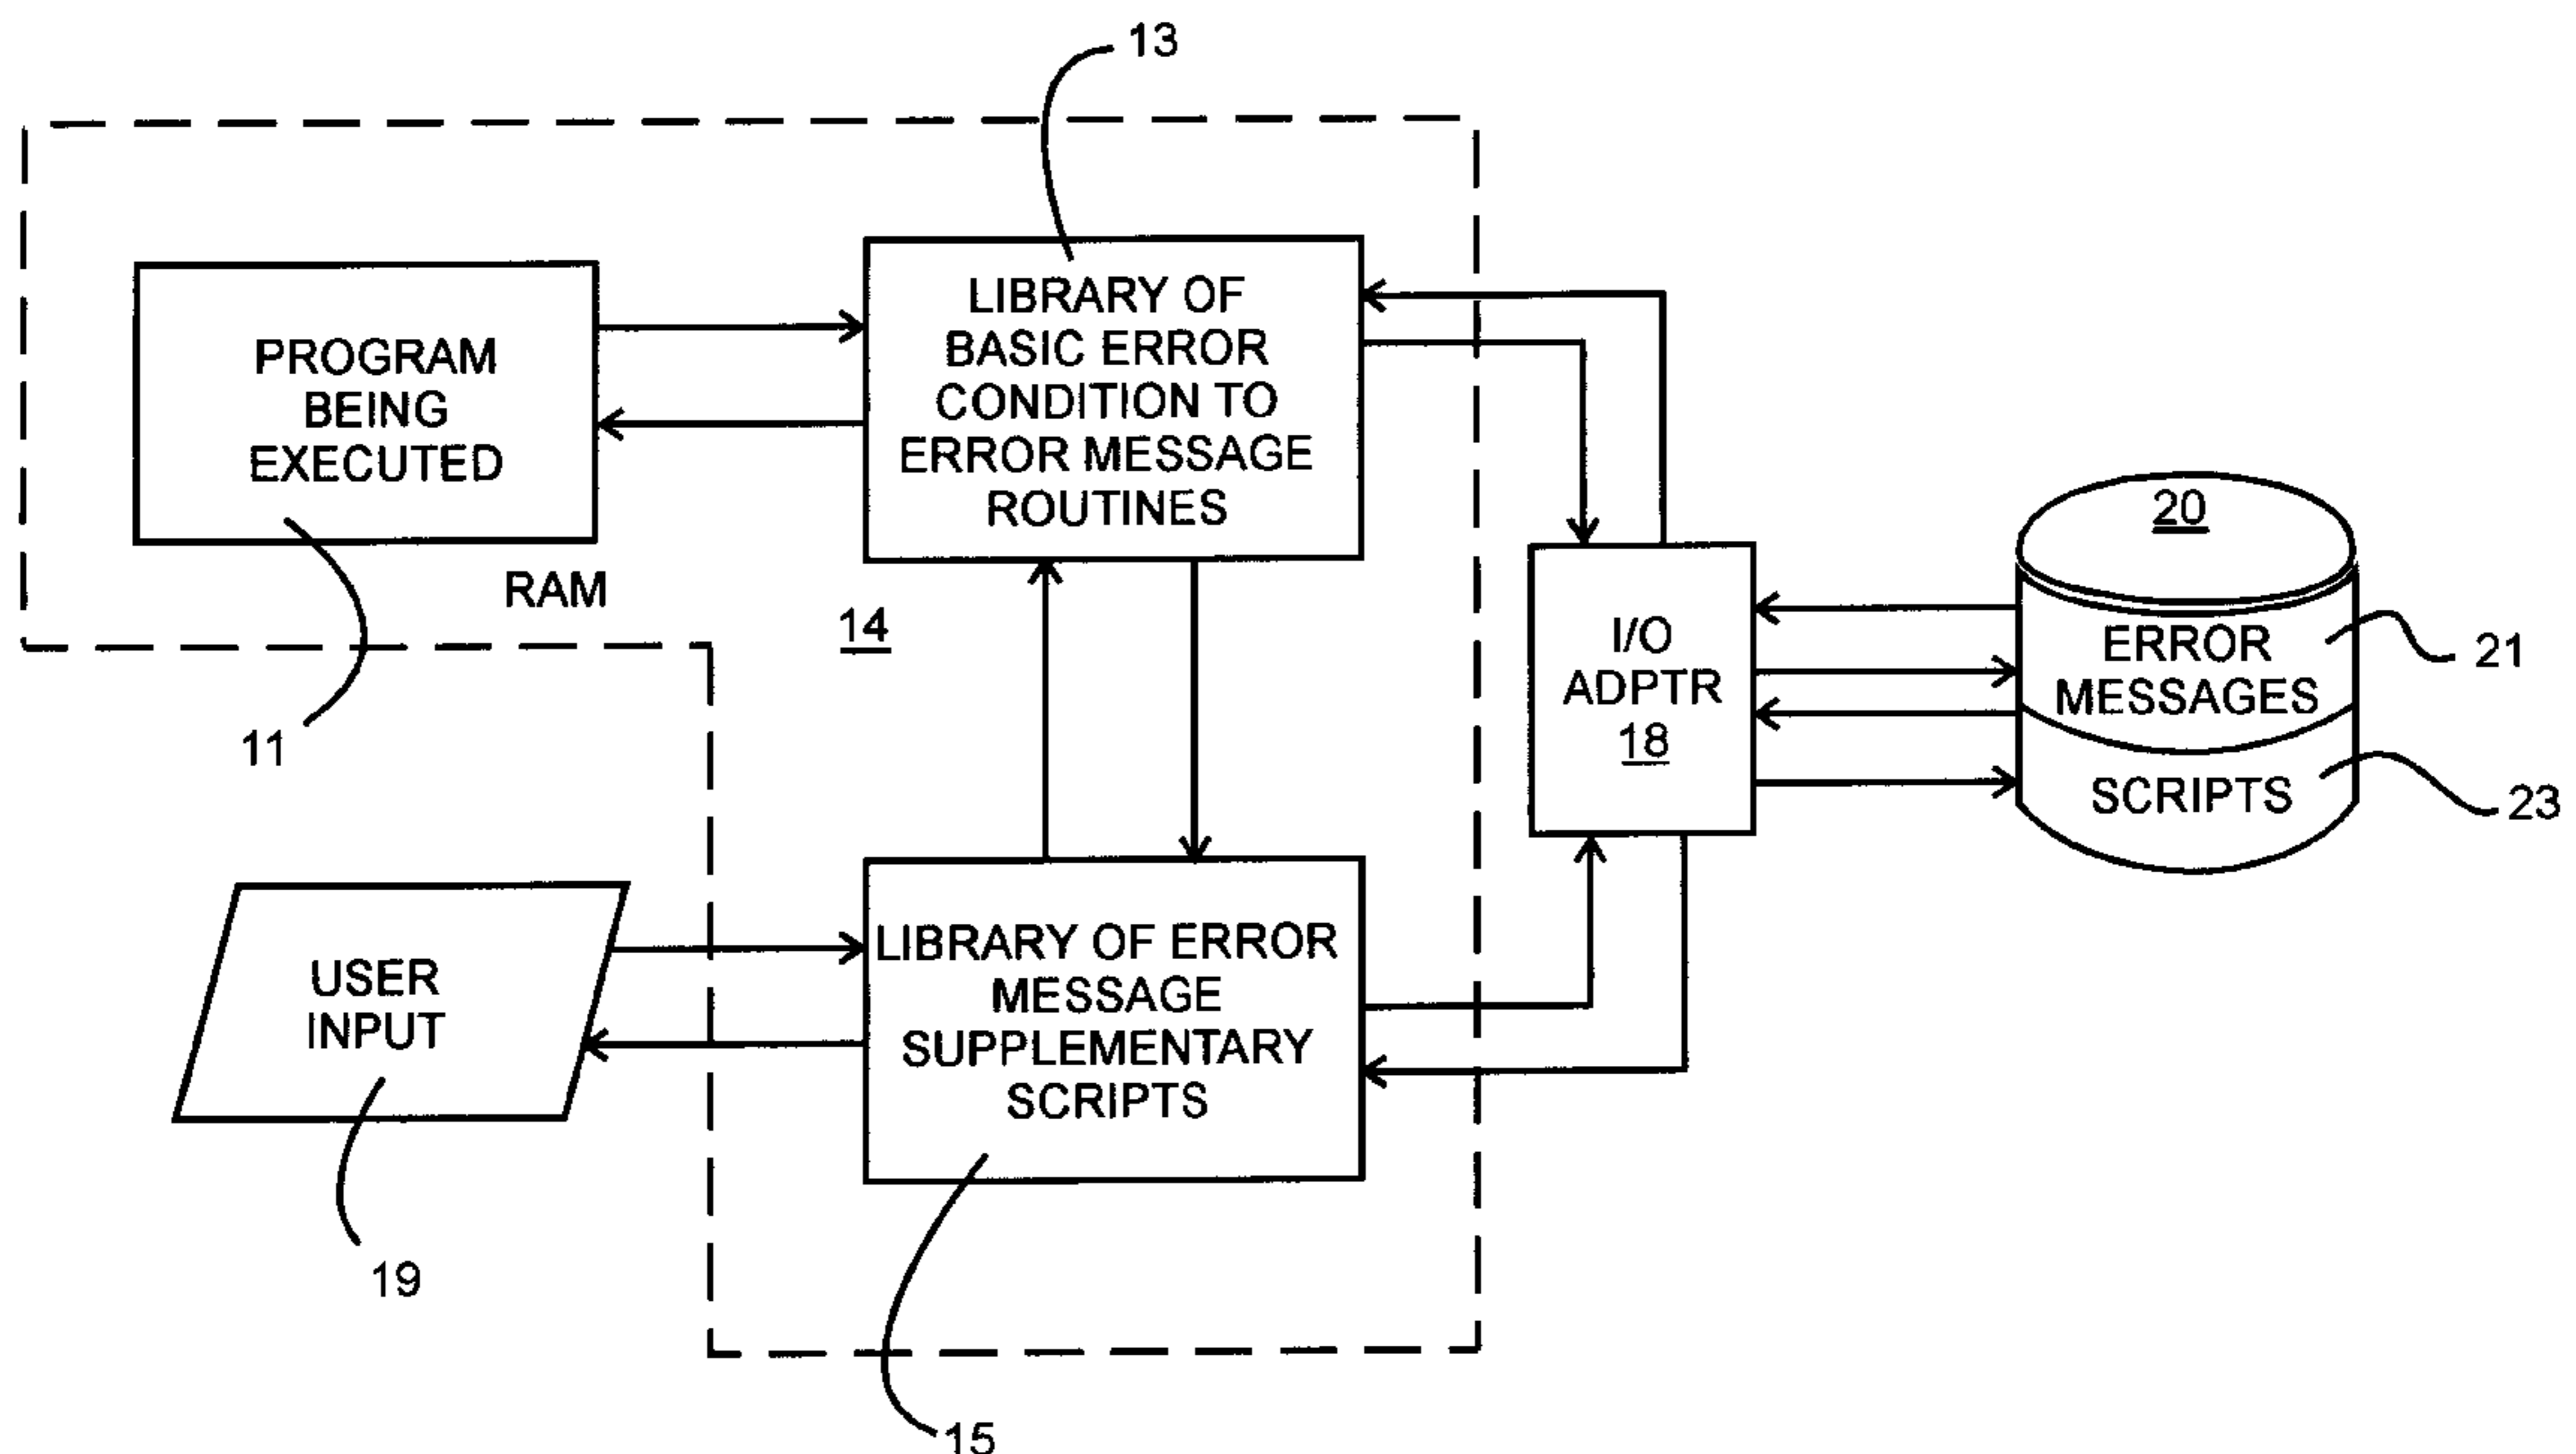 13
LIBRARY OF
BASIC ERROR
CONDITION TO
ERROR MESSAGE
ROUTINES
PROGRAM
BEING
EXECUTED
RAM
14
11
I/O
ADPTR
18
20
ERROR
MESSAGES
21
SCRIPTS
23
USER
INPUT
19
LIBRARY OF ERROR
MESSAGE
SUPPLEMENTARY
SCRIPTS
15